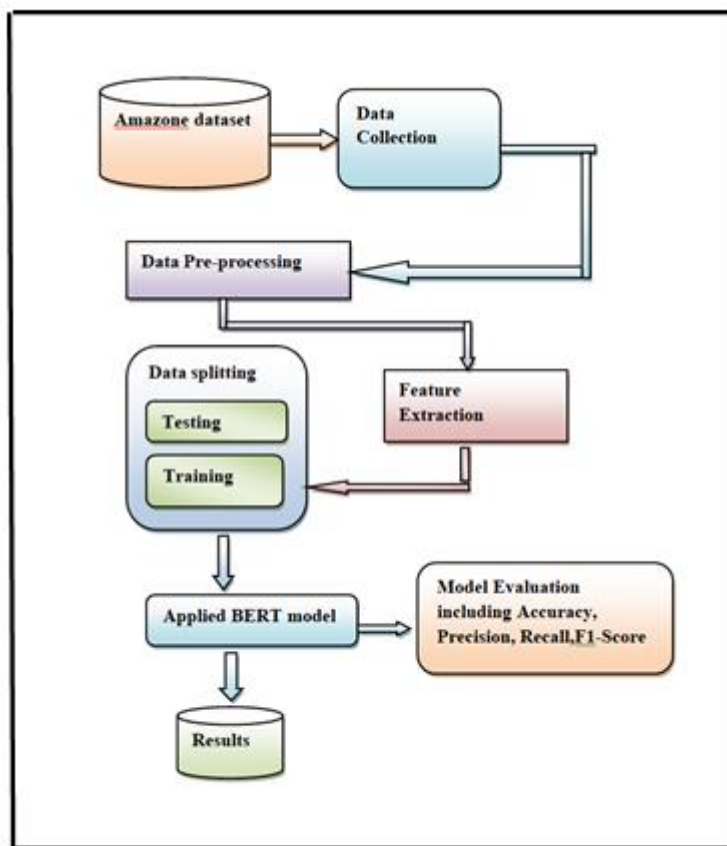 Amazone dataset
Data
Collection
Data Pre-processing
Feature
Extraction
Data splitting
Testing
Training
Applied BERT model
Model Evaluation
including Accuracy,
Precision, Recall,F1-Score
Results